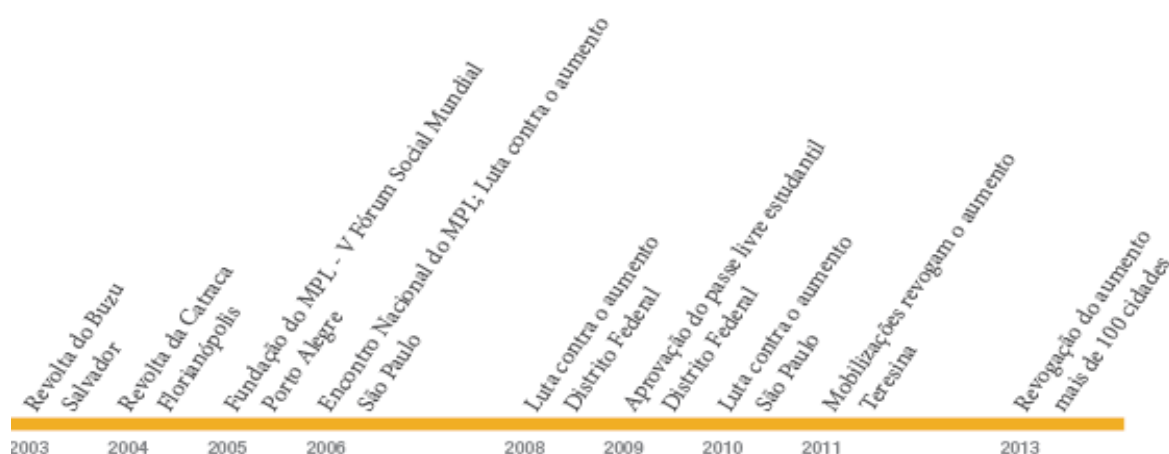 Revolta do Buzu
Salvador
Revolta da Catraca
Florianópolis
Fundação do MPL - V Fórum Social Mundial
Porto Alegre
Encontro Nacional do MPL; Luta contra o aumento
São Paulo
Luta contra o aumento
Distrito Federal
Aprovação do passe livre estudantil
Distrito Federal
Luta contra o aumento
São Paulo
Mobilizações revogam o aumento
Teresina
Revogação do aumento
mais de 100 cidades
2003
2004
2005
2006
2008
2009
2010
2011
2013